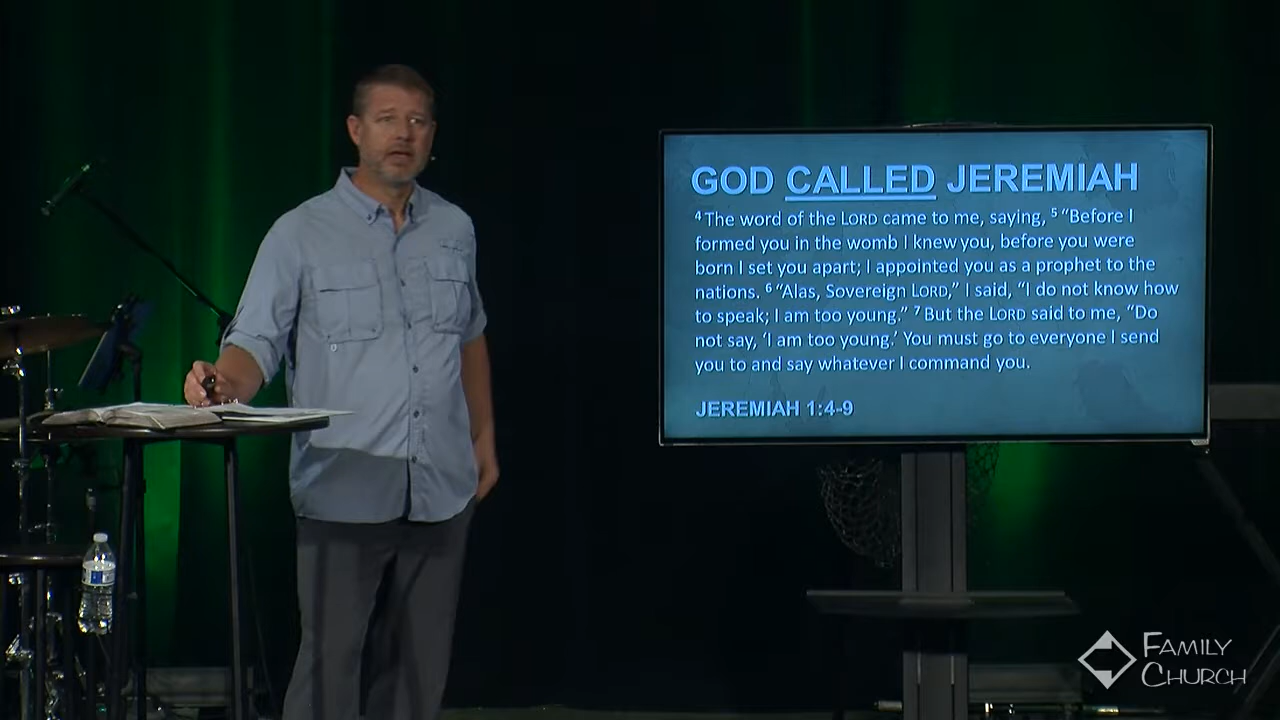 GOD CALLED JEREMIAH
⁴ The word of the LORD came to me, saying, ⁵ “Before I
formed you in the womb I knew you, before you were
born I set you apart; I appointed you as a prophet to the
nations. ⁶ “Alas, Sovereign LORD,” I said, “I do not know how
to speak; I am too young.” ⁷ But the LORD said to me, “Do
not say, ‘I am too young.’ You must go to everyone I send
you to and say whatever I command you.
JEREMIAH 1:4-9
FAMILY
CHURCH